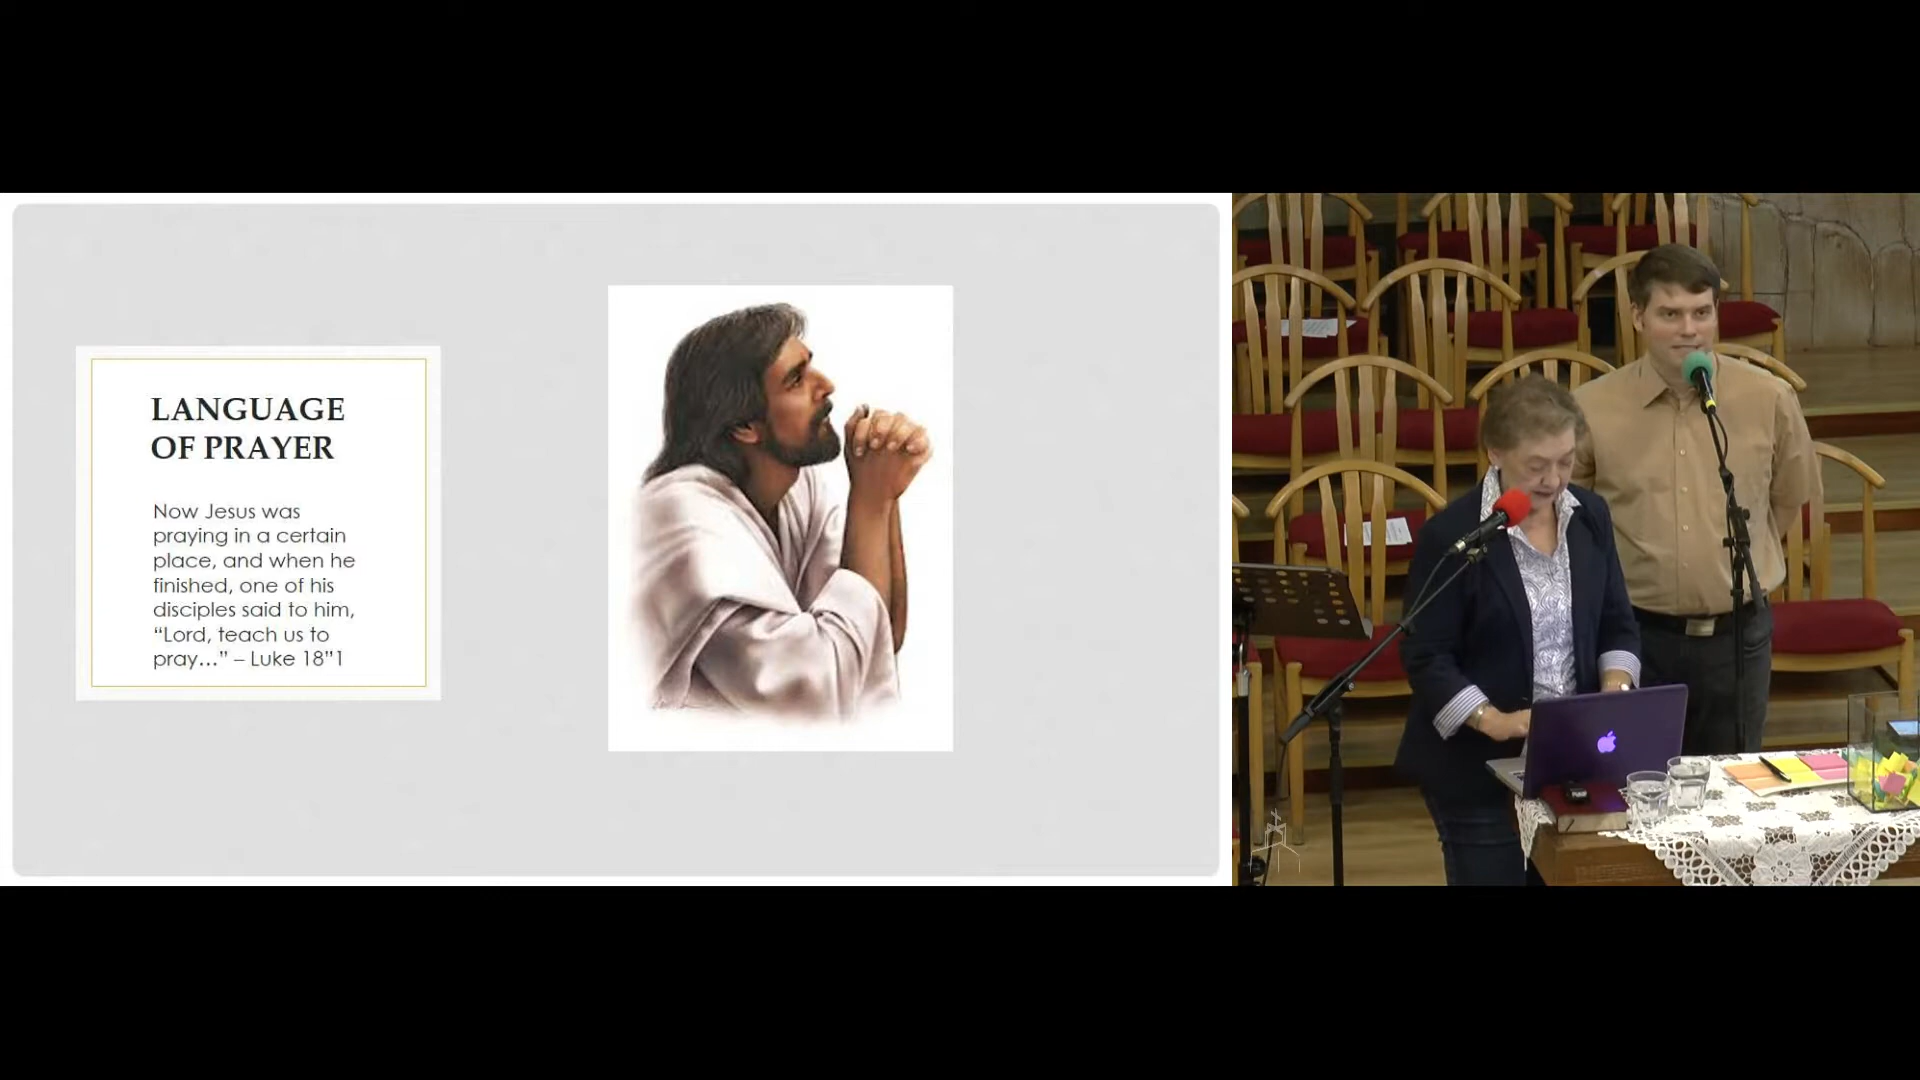 LANGUAGE
OF PRAYER
Now Jesus was
praying in a certain
place, and when he
finished, one of his
disciples said to him,
“Lord, teach us to
pray…” – Luke 18”1